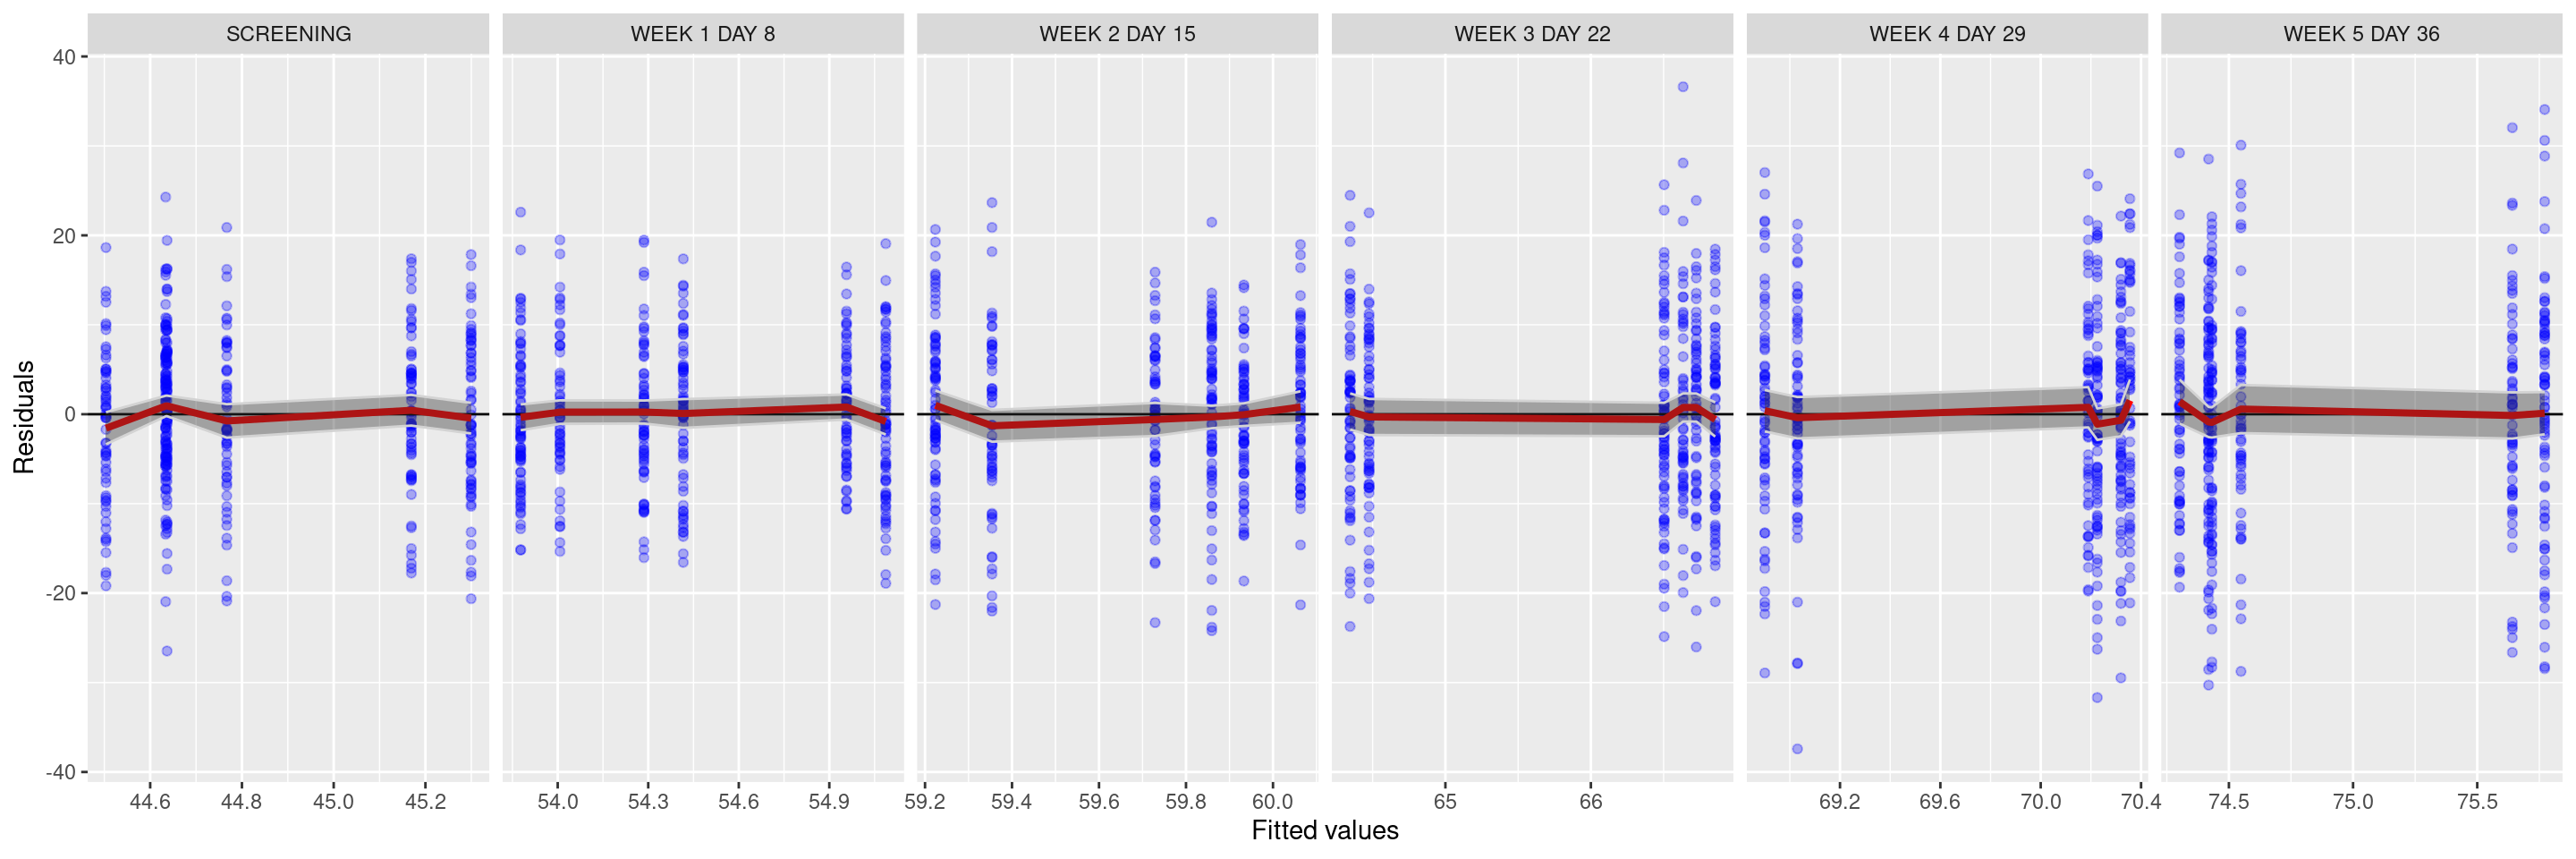 SCREENING WEEK 1 DAY 8 WEEK 2 DAY 15 WEEK 3 DAY 22 WEEK 4 DAY 29 WEEK 5 DAY 36
40
20
0
-20
-40
Residuals
44.6 44.8 45.0 45.2 54.0 54.3 54.6 54.9 59.2 59.4 59.6 59.8 60.0 65 66 69.2 69.6 70.0 70.4 74.5 75.0 75.5
Fitted values